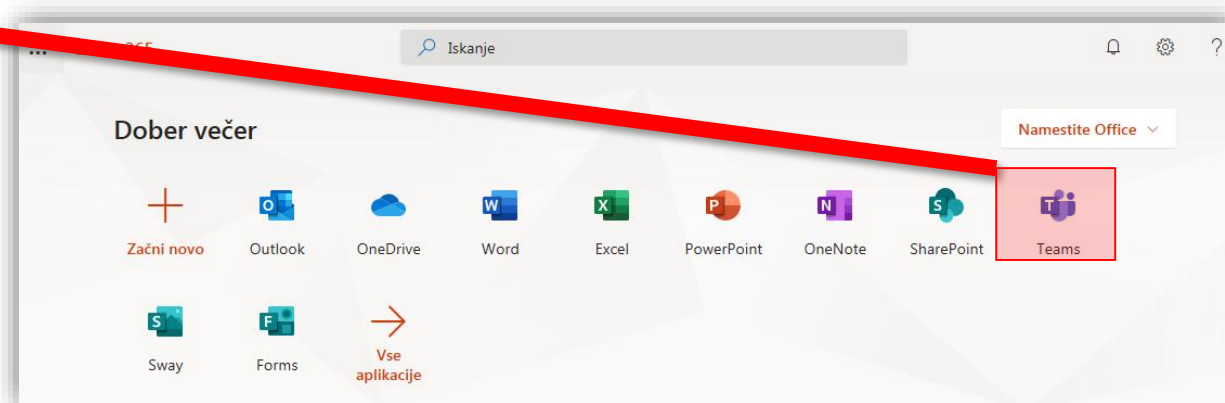 Iskanje
Dober večer
Namestite Office
Začni novo
Outlook
OneDrive
Word
Excel
PowerPoint
OneNote
SharePoint
Teams
Sway
Forms
Vse
aplikacije